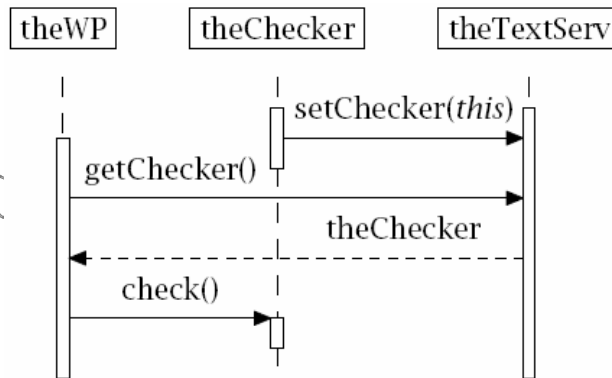 theWP theChecker theTextServ
setChecker(this)
getChecker()
theChecker
check()